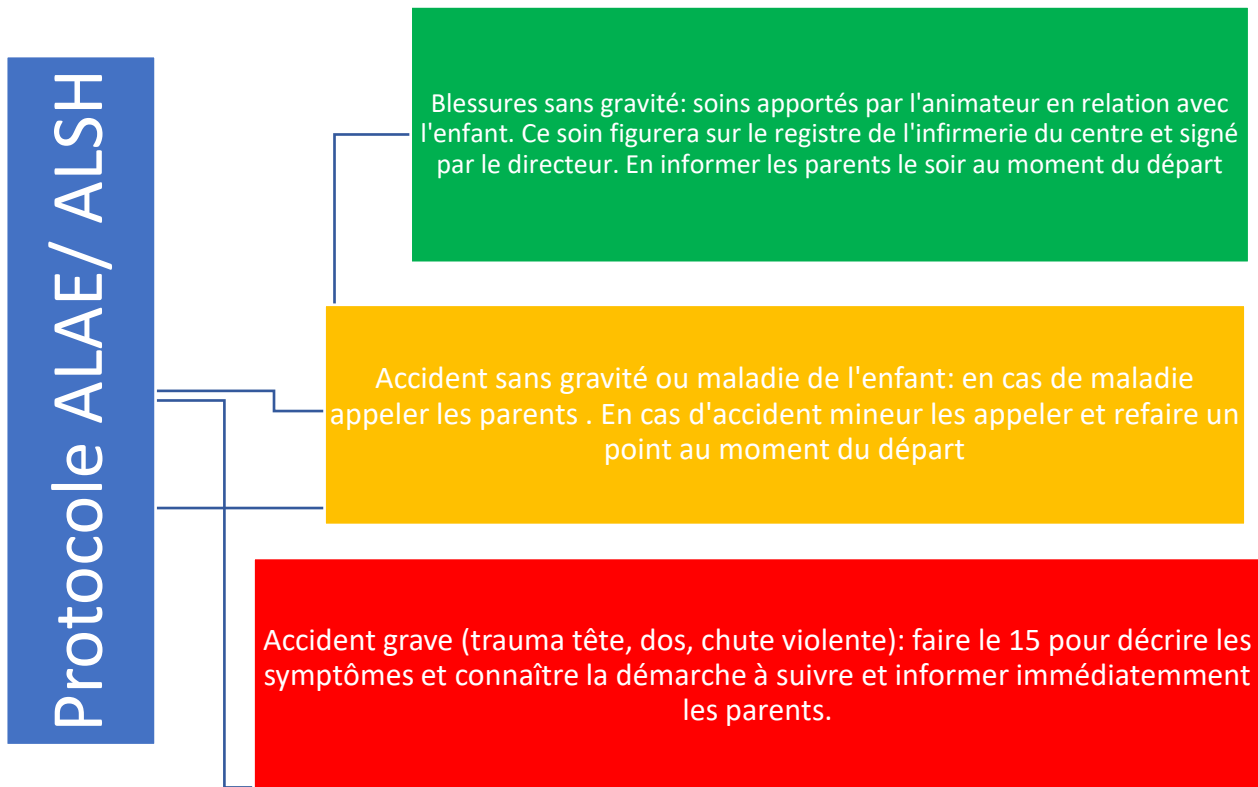 Protocole ALAE/ ALSH
Blessures sans gravité: soins apportés par l'animateur en relation avec
l'enfant. Ce soin figurera sur le registre de l'infirmerie du centre et signé
par le directeur. En informer les parents le soir au moment du départ
Accident sans gravité ou maladie de l'enfant: en cas de maladie
appeler les parents . En cas d'accident mineur les appeler et refaire un
point au moment du départ
Accident grave (trauma tête, dos, chute violente): faire le 15 pour décrire les
symptômes et connaître la démarche à suivre et informer immédiatemment
les parents.